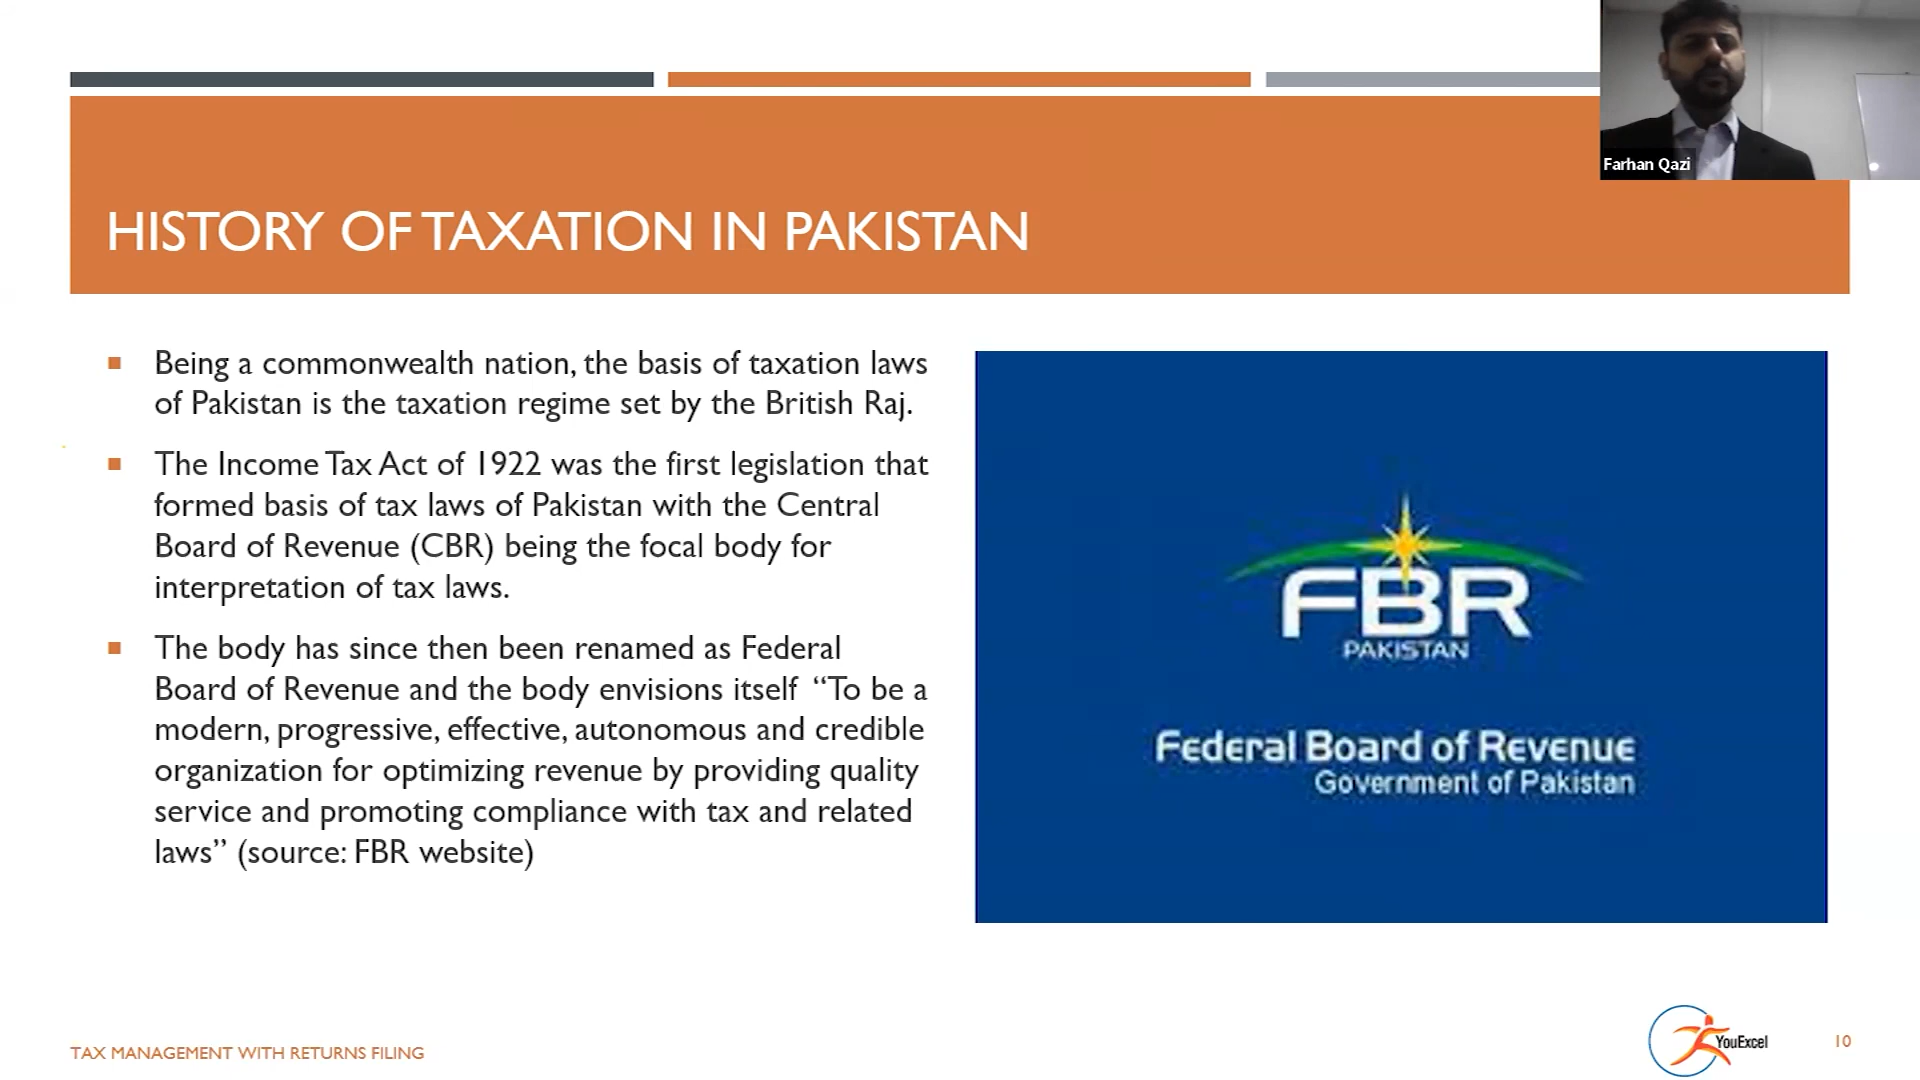 Farhan Qazi
HISTORY OF TAXATION IN PAKISTAN
Being a commonwealth nation, the basis of taxation laws
of Pakistan is the taxation regime set by the British Raj.
The Income Tax Act of 1922 was the first legislation that
formed basis of tax laws of Pakistan with the Central
Board of Revenue (CBR) being the focal body for
interpretation of tax laws.
The body has since then been renamed as Federal
Board of Revenue and the body envisions itself “To be a
modern, progressive, effective, autonomous and credible
organization for optimizing revenue by providing quality
service and promoting compliance with tax and related
laws” (source: FBR website)
FBR
PAKISTAN
Federal Board of Revenue
Government of Pakistan
TAX MANAGEMENT WITH RETURNS FILING
YouExcel
10